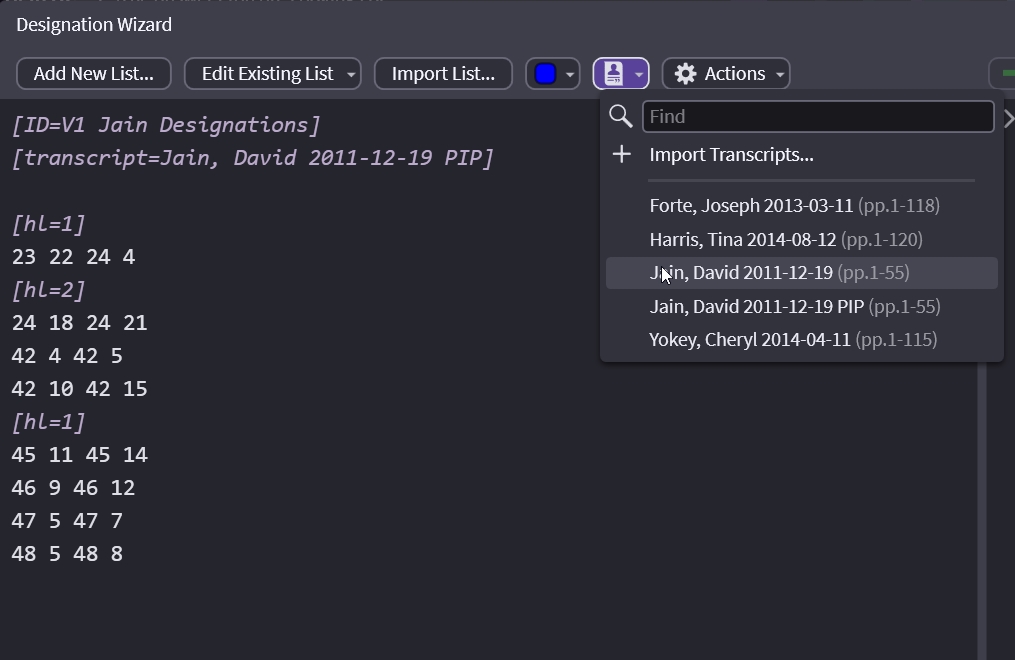 Designation Wizard
Add New List...
Edit Existing List
Import List...
Actions
[ID=V1 Jain Designations]
[transcript=Jain, David 2011-12-19 PIP]
[hl=1]
23 22 24 4
[hl=2]
24 18 24 21
42 4 42 5
42 10 42 15
[hl=1]
45 11 45 14
46 9 46 12
47 5 47 7
48 5 48 8
Find
Import Transcripts...
Forte, Joseph 2013-03-11 (pp.1-118)
Harris, Tina 2014-08-12 (pp.1-120)
Jain, David 2011-12-19 (pp.1-55)
Jain, David 2011-12-19 PIP (pp.1-55)
Yokey, Cheryl 2014-04-11 (pp.1-115)